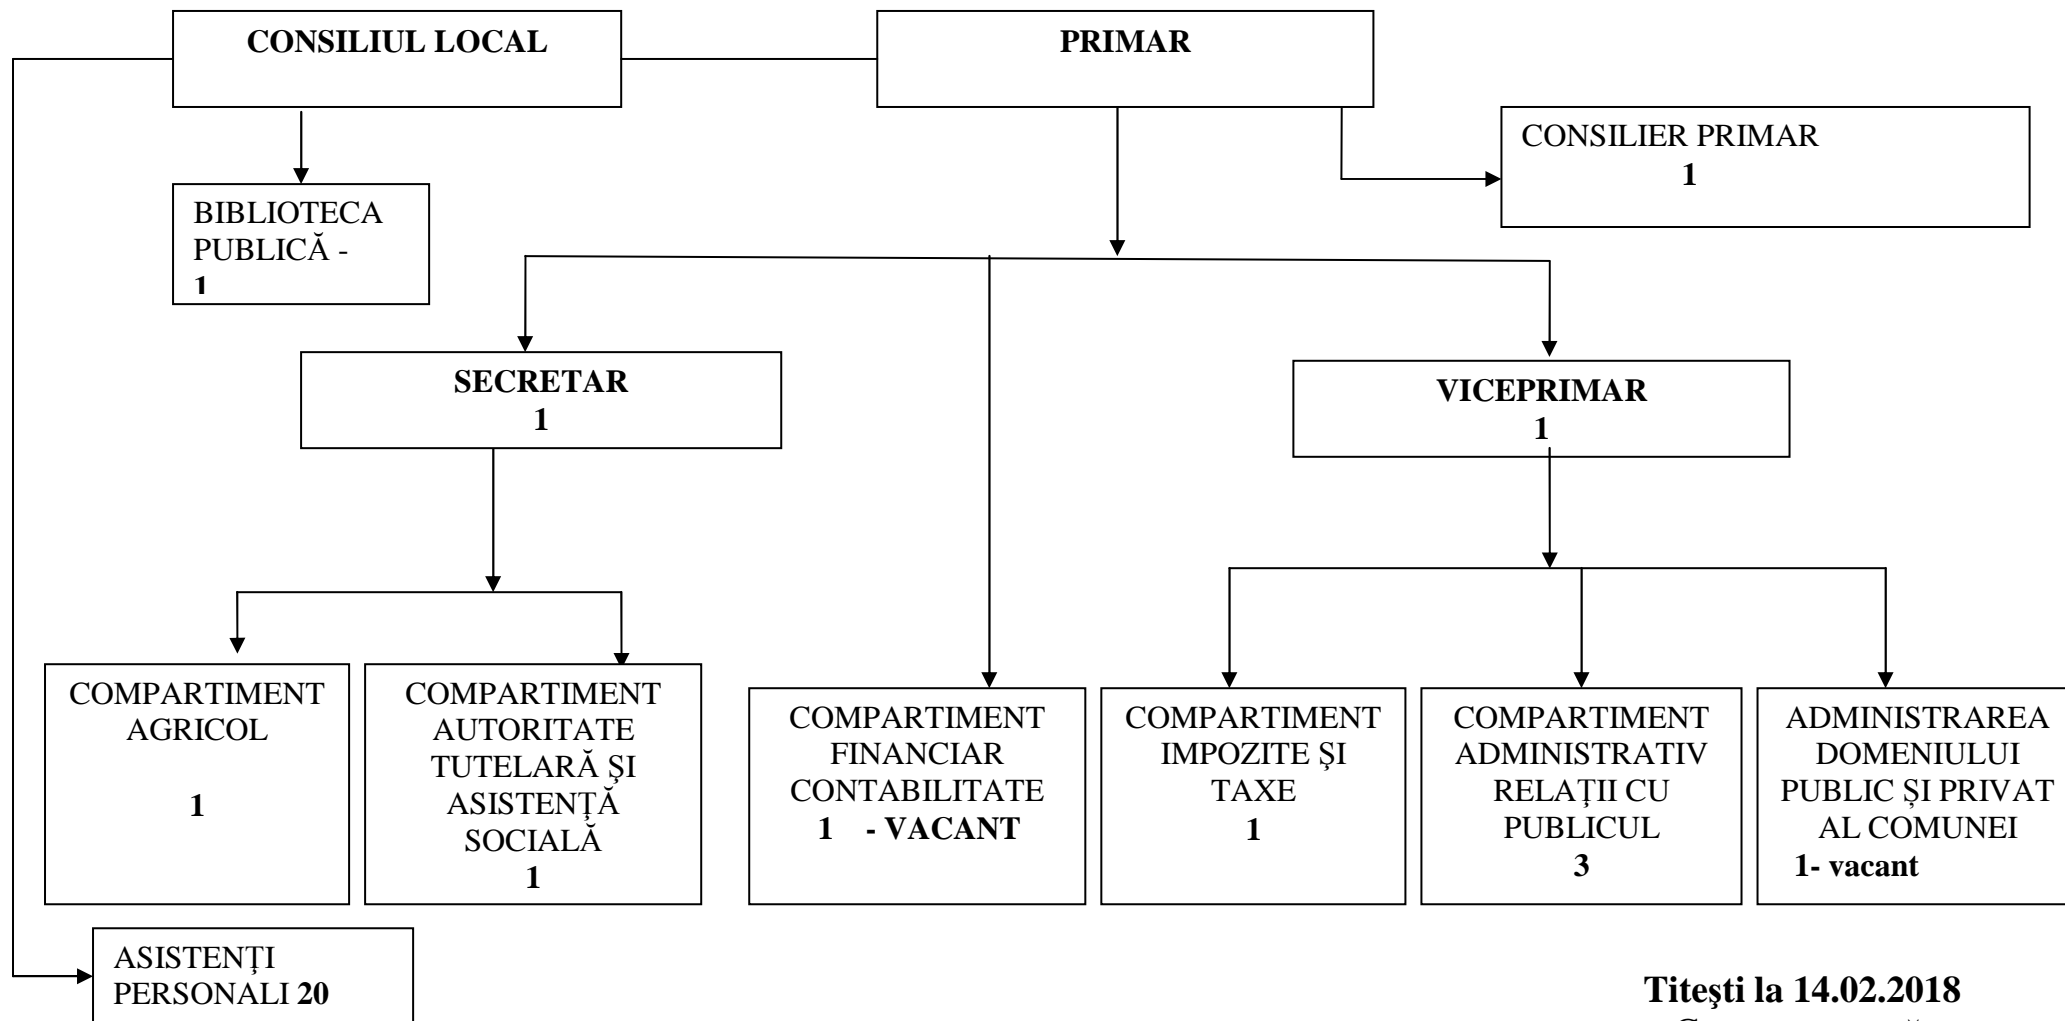 CONSILIUL LOCAL
PRIMAR
CONSILIER PRIMAR
1
BIBLIOTECA
PUBLICĂ -
1
SECRETAR
1
VICEPRIMAR
1
COMPARTIMENT
AGRICOL
1
COMPARTIMENT
AUTORITATE
TUTELARĂ ŞI
ASISTENŢĂ
SOCIALĂ
1
COMPARTIMENT
FINANCIAR
CONTABILITATE
1 - VACANT
COMPARTIMENT
IMPOZITE ŞI
TAXE
1
COMPARTIMENT
ADMINISTRATIV
RELAŢII CU
PUBLICUL
3
ADMINISTRAREA
DOMENIULUI
PUBLIC ȘI PRIVAT
AL COMUNEI
1- vacant
ASISTENŢI
PERSONALI 20
Titeşti la 14.02.2018